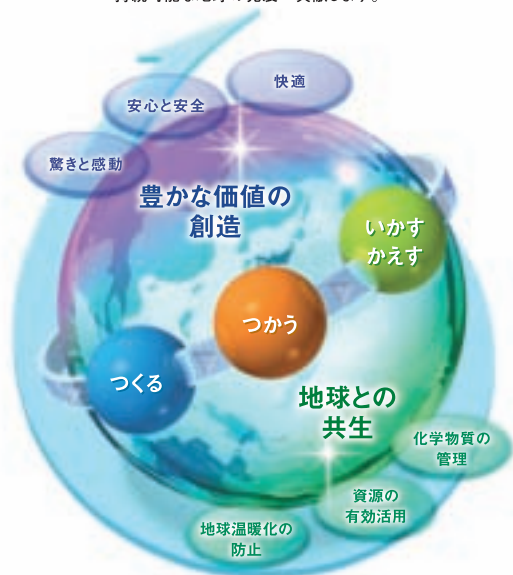 快適
安心と安全
驚きと感動
豊かな価値の
創造
いかす
かえす
つかう
つくる
地球との
共生
化学物質の
管理
資源の
有効活用
地球温暖化の
防止